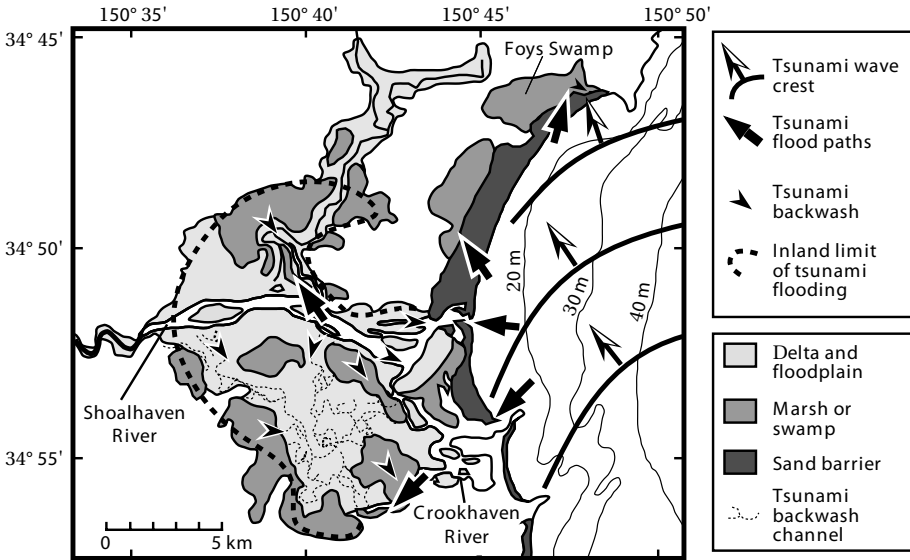 150° 35'
150° 40'
150° 45'
150° 50'
34° 45'
34° 50'
34° 55'
Foys Swamp
20 m
30 m
40 m
Shoalhaven
River
Crookhaven
River
0
5 km
Tsunami wave
crest
Tsunami
flood paths
Tsunami
backwash
Inland limit
of tsunami
flooding
Delta and
floodplain
Marsh or
swamp
Sand barrier
Tsunami
backwash
channel